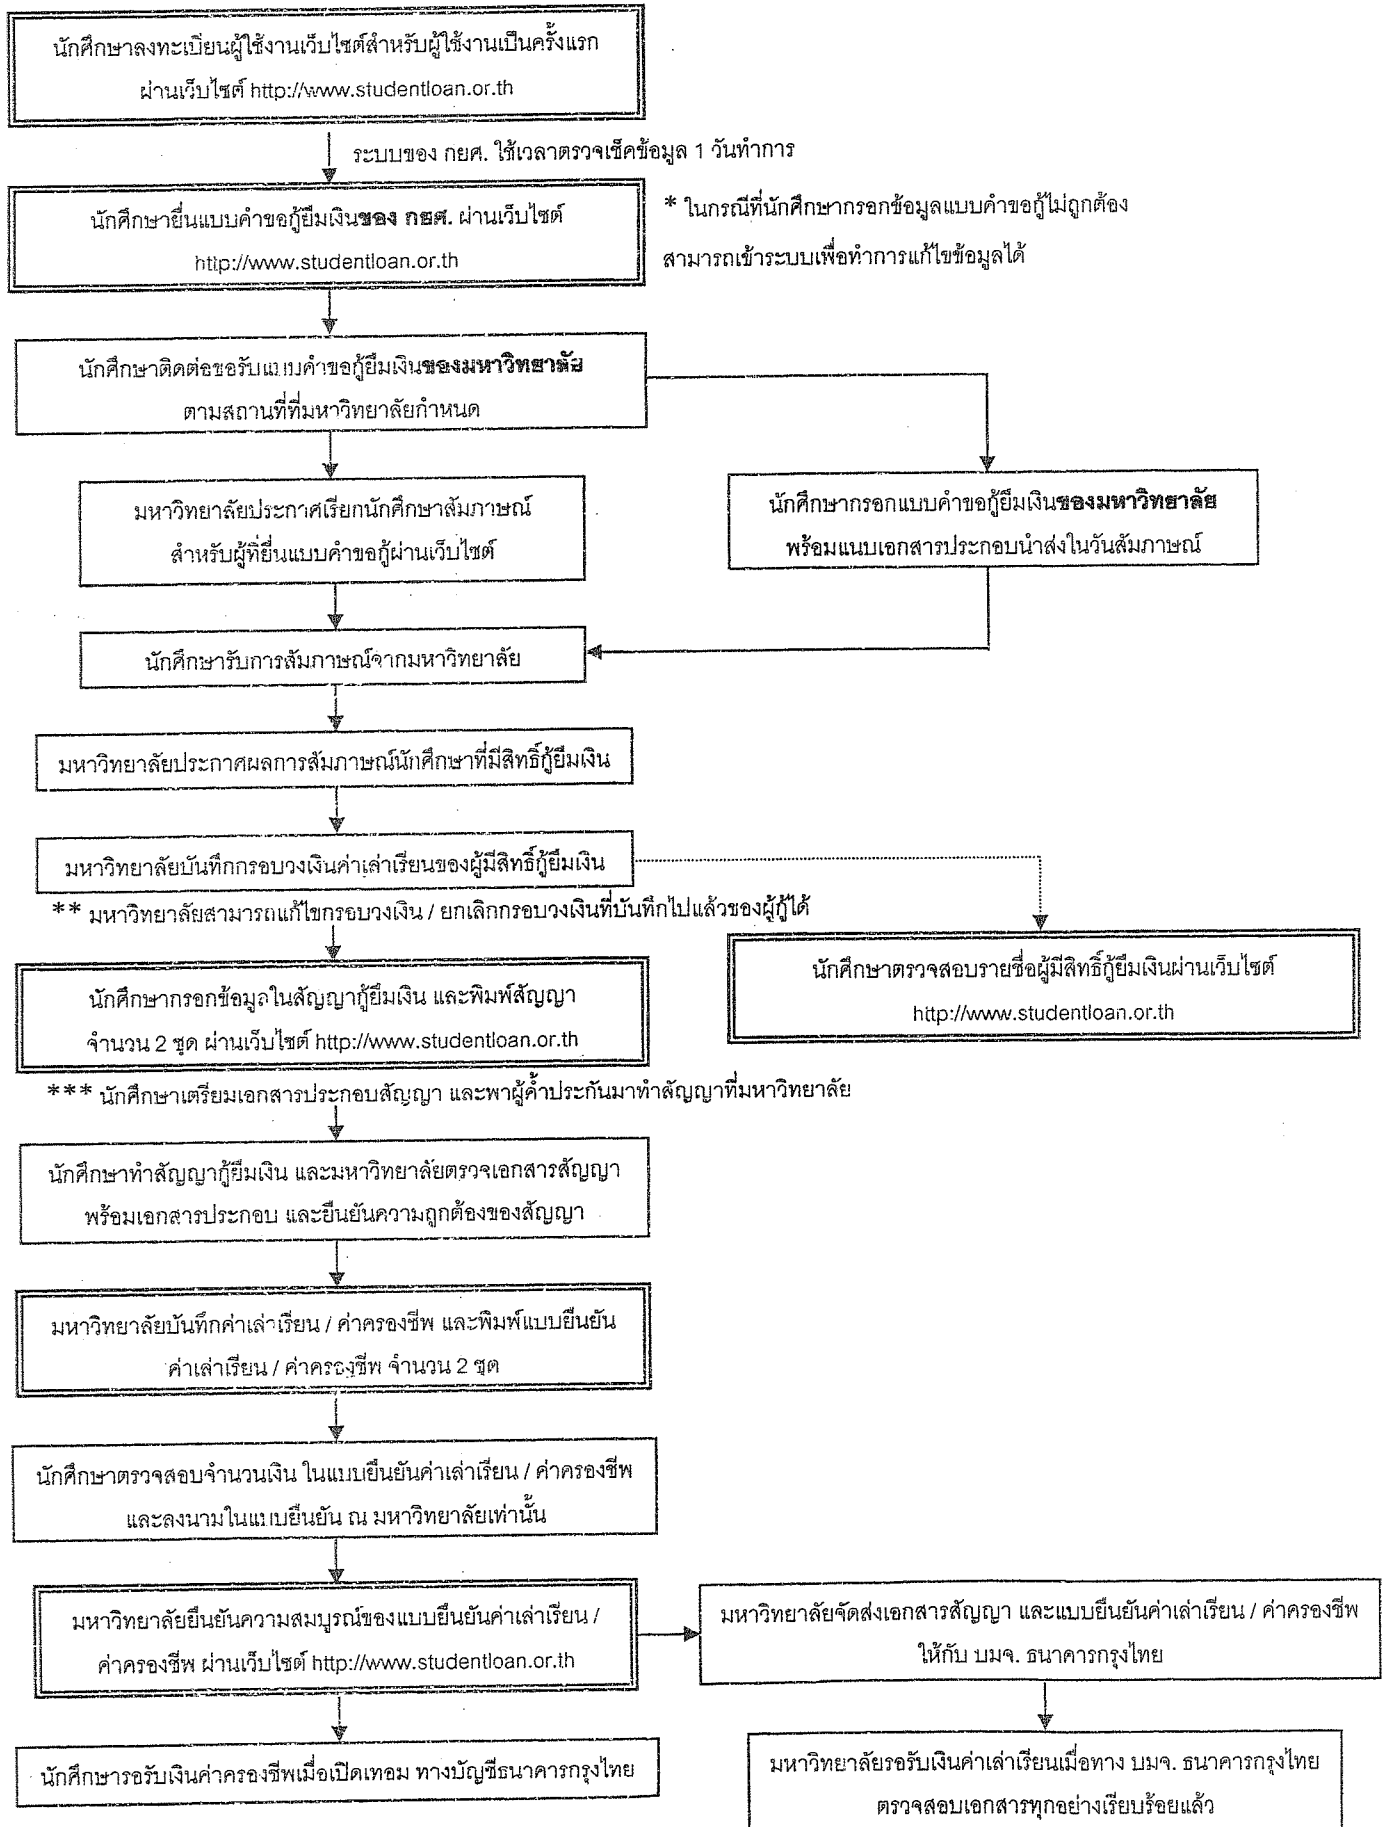 นักศึกษาลงทะเบียนผู้ใช้งานเว็บไซต์สำหรับผู้ใช้งานเป็นครั้งแรก
ผ่านเว็บไซต์ http://www.studentloan.or.th
ระบบของ กยศ. ใช้เวลาตรวจเช็คข้อมูล 1 วันทำการ
นักศึกษายื่นแบบคำขอกู้ยืมเงินของ กยศ. ผ่านเว็บไซต์
http://www.studentloan.or.th
* ในกรณีที่นักศึกษากรอกข้อมูลแบบคำขอกู้ไม่ถูกต้อง
สามารถเข้าระบบเพื่อทำการแก้ไขข้อมูลได้
นักศึกษาติดต่อขอรับแบบคำขอกู้ยืมเงินของมหาวิทยาลัย
ตามสถานที่ที่มหาวิทยาลัยกำหนด
มหาวิทยาลัยประกาศเรียกนักศึกษาสัมภาษณ์
สำหรับผู้ที่ยื่นแบบคำขอกู้ผ่านเว็บไซต์
นักศึกษากรอกแบบคำขอกู้ยืมเงินของมหาวิทยาลัย
พร้อมแนบเอกสารประกอบนำส่งในวันสัมภาษณ์
นักศึกษารับการสัมภาษณ์จากมหาวิทยาลัย
มหาวิทยาลัยประกาศผลการสัมภาษณ์นักศึกษาที่มีสิทธิ์กู้ยืมเงิน
มหาวิทยาลัยบันทึกกรอบวงเงินค่าเล่าเรียนของผู้มีสิทธิ์กู้ยืมเงิน
** มหาวิทยาลัยสามารถแก้ไขกรอบวงเงิน / ยกเลิกกรอบวงเงินที่บันทึกไปแล้วของผู้กู้ได้
นักศึกษาตรวจสอบรายชื่อผู้มีสิทธิ์กู้ยืมเงินผ่านเว็บไซต์
http://www.studentloan.or.th
นักศึกษากรอกข้อมูลในสัญญากู้ยืมเงิน และพิมพ์สัญญา
จำนวน 2 ชุด ผ่านเว็บไซต์ http://www.studentloan.or.th
*** นักศึกษาเตรียมเอกสารประกอบสัญญา และพาผู้ค้ำประกันมาทำสัญญาที่มหาวิทยาลัย
นักศึกษาทำสัญญากู้ยืมเงิน และมหาวิทยาลัยตรวจเอกสารสัญญา
พร้อมเอกสารประกอบ และยืนยันความถูกต้องของสัญญา
มหาวิทยาลัยบันทึกค่าเล่าเรียน / ค่าครองชีพ และพิมพ์แบบยืนยัน
ค่าเล่าเรียน / ค่าครองชีพ จำนวน 2 ชุด
นักศึกษาตรวจสอบจำนวนเงิน ในแบบยืนยันค่าเล่าเรียน / ค่าครองชีพ
และลงนามในแบบยืนยัน ณ มหาวิทยาลัยเท่านั้น
มหาวิทยาลัยยืนยันความสมบูรณ์ของแบบยืนยันค่าเล่าเรียน /
ค่าครองชีพ ผ่านเว็บไซต์ http://www.studentloan.or.th
มหาวิทยาลัยจัดส่งเอกสารสัญญา และแบบยืนยันค่าเล่าเรียน / ค่าครองชีพ
ให้กับ บมจ. ธนาคารกรุงไทย
นักศึกษารอรับเงินค่าครองชีพเมื่อเปิดเทอม ทางบัญชีธนาคารกรุงไทย
มหาวิทยาลัยรอรับเงินค่าเล่าเรียนเมื่อทาง บมจ. ธนาคารกรุงไทย
ตรวจสอบเอกสารทุกอย่างเรียบร้อยแล้ว